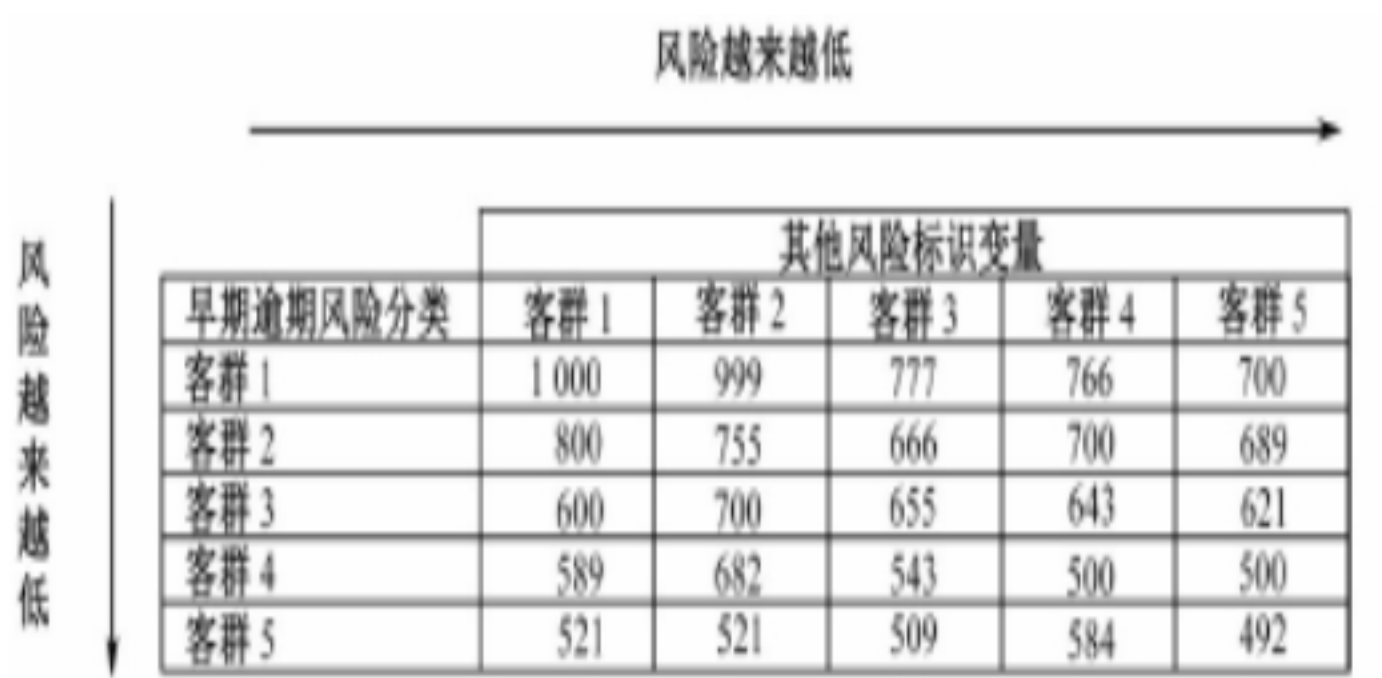 风险越来越低
风险越来越低
其他风险标识变量
早期逾期风险分类 客群 1 客群 2 客群 3 客群 4 客群 5
客群 1 1 000 999 777 766 700
客群 2 800 755 666 700 689
客群 3 600 700 655 643 621
客群 4 589 682 543 500 500
客群 5 521 521 509 584 492